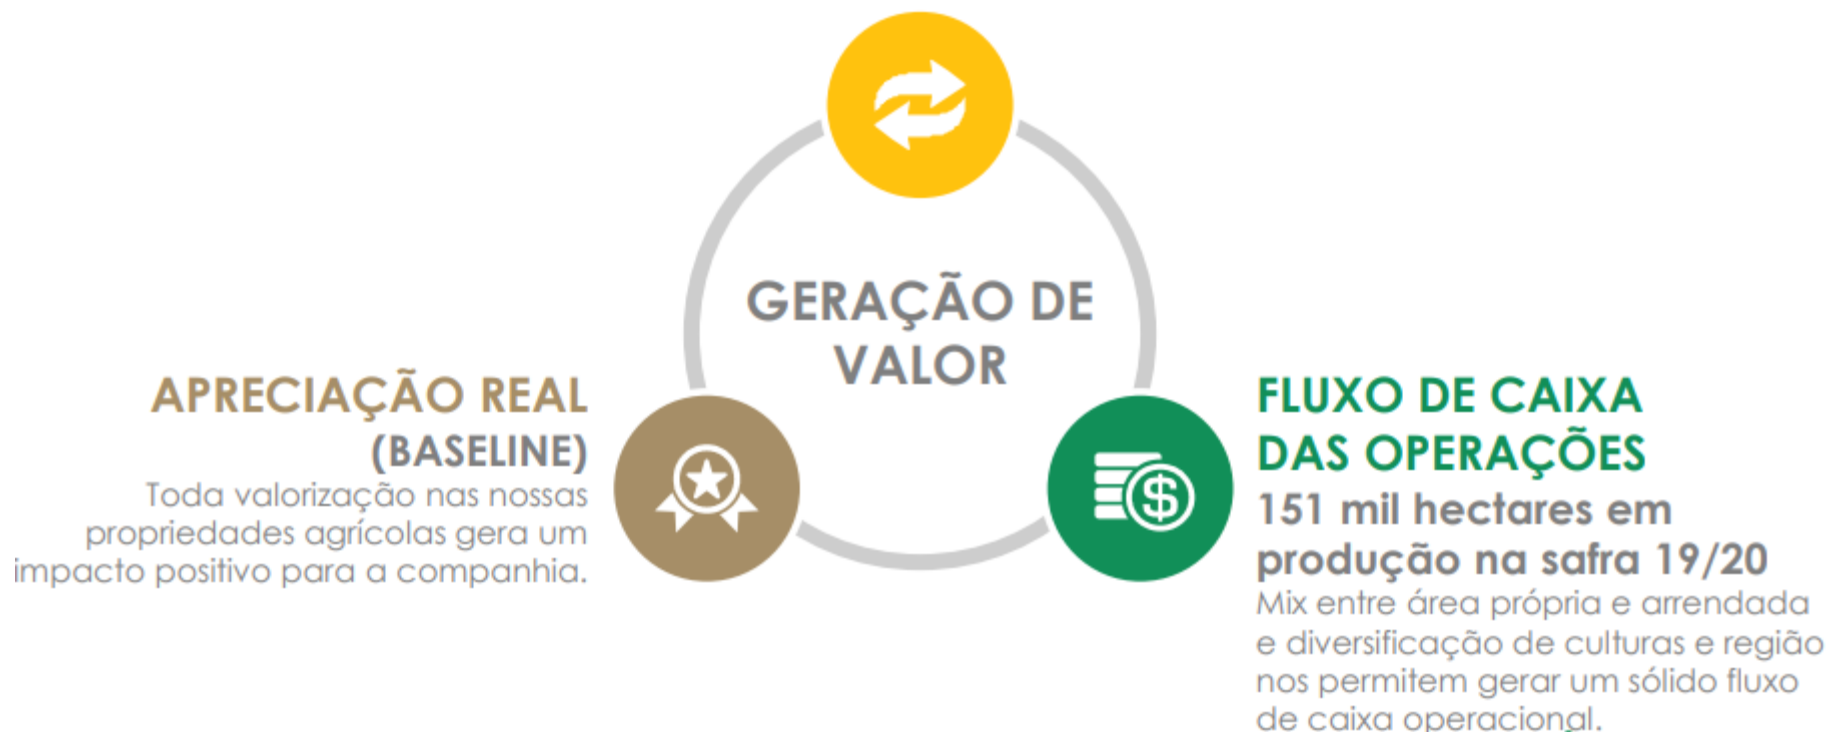 GERAÇÃO DE
VALOR
APRECIAÇÃO REAL
(BASELINE)
Toda valorização nas nossas
propriedades agrícolas gera um
impacto positivo para a companhia.
FLUXO DE CAIXA
DAS OPERAÇÕES
151 mil hectares em
produção na safra 19/20
Mix entre área própria e arrendada
e diversificação de culturas e região
nos permitem gerar um sólido fluxo
de caixa operacional.